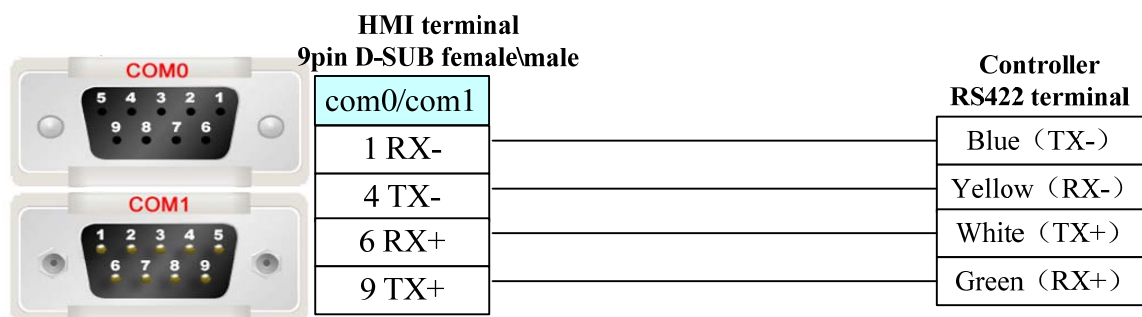 HMI terminal
9pin D-SUB female\male
COM0
5 4 3 2 1
9 8 7 6
COM1
1 2 3 4 5
6 7 8 9
com0/com1
1 RX-
4 TX-
6 RX+
9 TX+
Controller
RS422 terminal
Blue（TX-）
Yellow（RX-）
White（TX+）
Green（RX+）